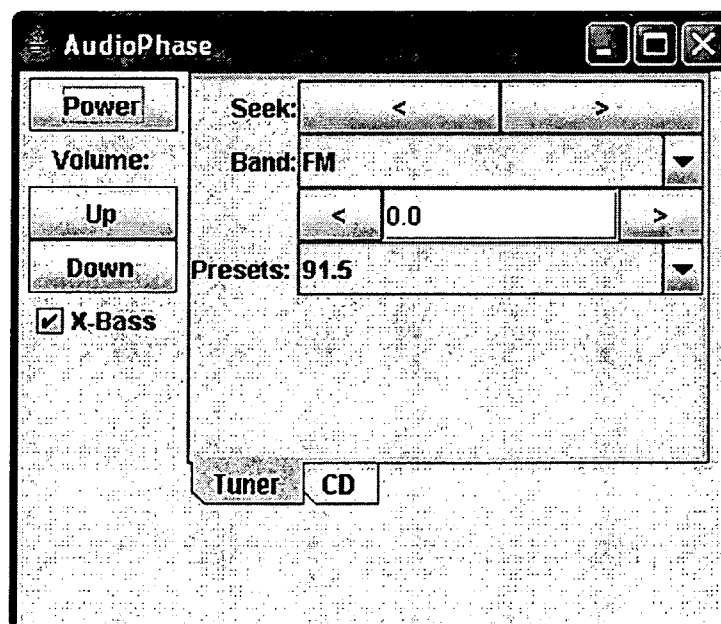 AudioPhase
Power
Volume:
Up
Down
X-Bass
Seek: < >
Band: FM
< 0.0 >
Presets: 91.5
Tuner CD